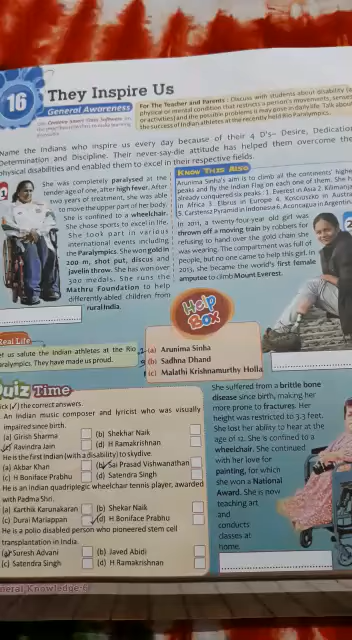 16
They Inspire Us
General Awareness
For The Teacher and Parents : Discuss with students about disability (a
physical or mental condition that restricts a person's movements, senses
or activities) and the possible problems it may pose in daily life. Talk about
the success of Indian athletes at the recently held Rio Paralympics.
Name the Indians who inspire us every day because of their 4 D's– Desire, Dedication
Determination and Discipline. Their never-say-die attitude has helped them overcome the
physical disabilities and enabled them to excel in their respective fields.
1
She was completely paralysed at the
tender age of one, after high fever. After
two years of treatment, she was able
to move the upper part of her body.
She is confined to a wheelchair.
She chose sports to excel in life.
She took part in various
international events including
the Paralympics. She won gold in
200 m, shot put, discus and
javelin throw. She has won over
300 medals. She runs the
Mathru Foundation to help
differently-abled children from
rural India.
Know This Also
Arunima Sinha's aim is to climb all the continents' highest
peaks and fly the Indian Flag on each one of them. She has
already conquered six peaks. 1. Everest in Asia 2. Kilimanjaro
in Africa 3. Elbrus in Europe 4. Kosciuszko in Australia
5. Carstensz Pyramid in Indonesia 6. Aconcagua in Argentina
In 2011, a twenty-four year old girl was
thrown off a moving train by robbers for
refusing to hand over the gold chain she
was wearing. The compartment was full of
people, but no one came to help this girl. In
2013, she became the world's first female
amputee to climb Mount Everest.
2
Help Box
(a) Arunima Sinha
(b) Sadhna Dhand
(c) Malathi Krishnamurthy Holla
Real Life
Let us salute the Indian athletes at the Rio
Paralympics. They have made us proud.
Quiz Time
Tick (✓) the correct answers.
An Indian music composer and lyricist who was visually
impaired since birth.
(a) Girish Sharma
(b) Shekhar Naik
(c) Ravindra Jain
(d) H Ramakrishnan
He is the first Indian (with a disability) to skydive.
(a) Akbar Khan
(b) Sai Prasad Vishwanathan
(c) H Boniface Prabhu
(d) Satendra Singh
He is an Indian quadriplegic wheelchair tennis player, awarded
with Padma Shri.
(a) Karthik Karunakaran
(b) Shekar Naik
(c) Durai Mariappan
(d) H Boniface Prabhu
He is a polio disabled person who pioneered stem cell
transplantation in India.
(a) Suresh Advani
(b) Javed Abidi
(c) Satendra Singh
(d) H Ramakrishnan
She suffered from a brittle bone
disease since birth, making her
more prone to fractures. Her
height was restricted to 3.3 feet.
She lost her ability to hear at the
age of 12. She is confined to a
wheelchair. She continued
with her love for
painting, for which
she won a National
Award. She is now
teaching art
and
conducts
classes at
home.
General Knowledge-6